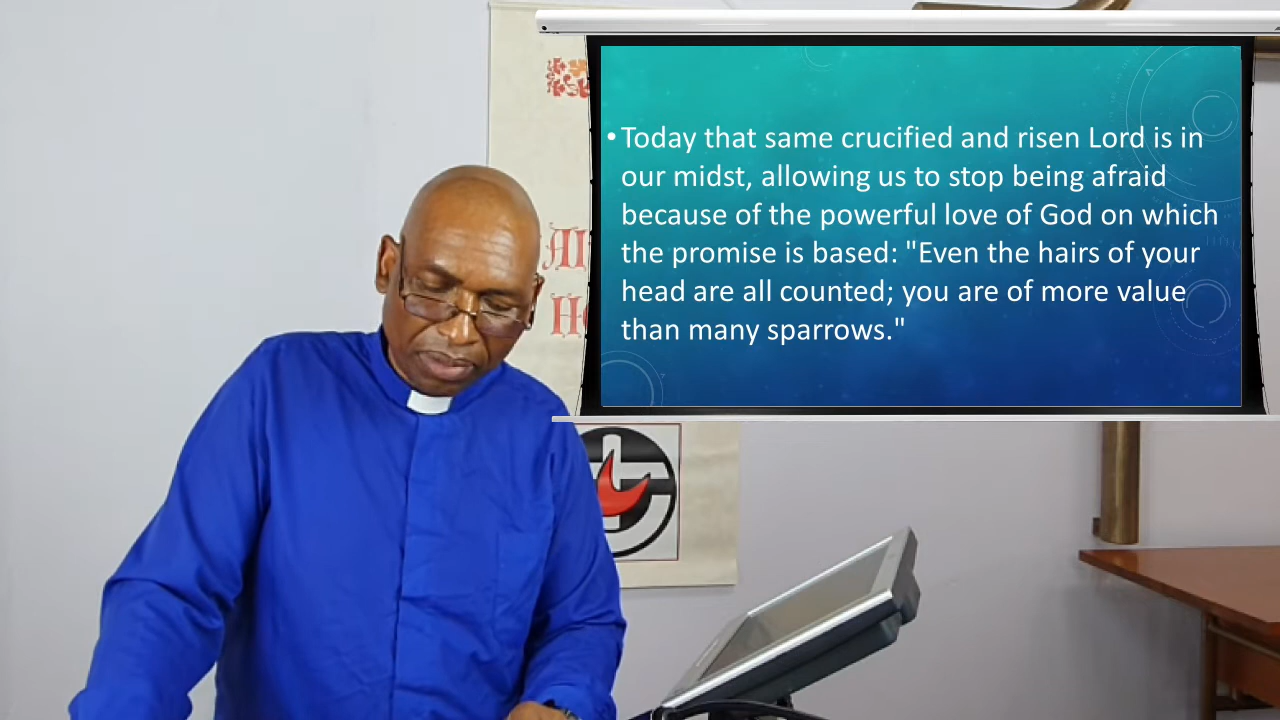 • Today that same crucified and risen Lord is in
our midst, allowing us to stop being afraid
because of the powerful love of God on which
the promise is based: "Even the hairs of your
head are all counted; you are of more value
than many sparrows."